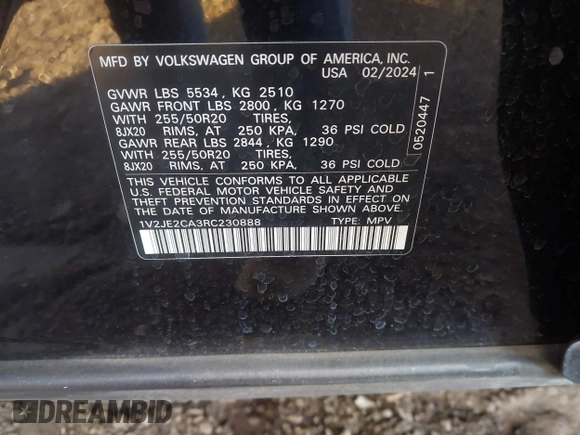 MFD BY VOLKSWAGEN GROUP OF AMERICA, INC.
USA 02/2024
GVWR LBS 5534 , KG 2510
GAWR FRONT LBS 2800 , KG 1270
WITH 255/50R20 TIRES,
8JX20 RIMS, AT 250 KPA, 36 PSI COLD
GAWR REAR LBS 2844 , KG 1290
WITH 255/50R20 TIRES,
8JX20 RIMS, AT 250 KPA, 36 PSI COLD
THIS VEHICLE CONFORMS TO ALL APPLICABLE
U.S. FEDERAL MOTOR VEHICLE SAFETY AND
THEFT PREVENTION STANDARDS IN EFFECT ON
THE DATE OF MANUFACTURE SHOWN ABOVE
1V2JE2CA3RC230888 TYPE: MPV
1
0520447
DREAMBID